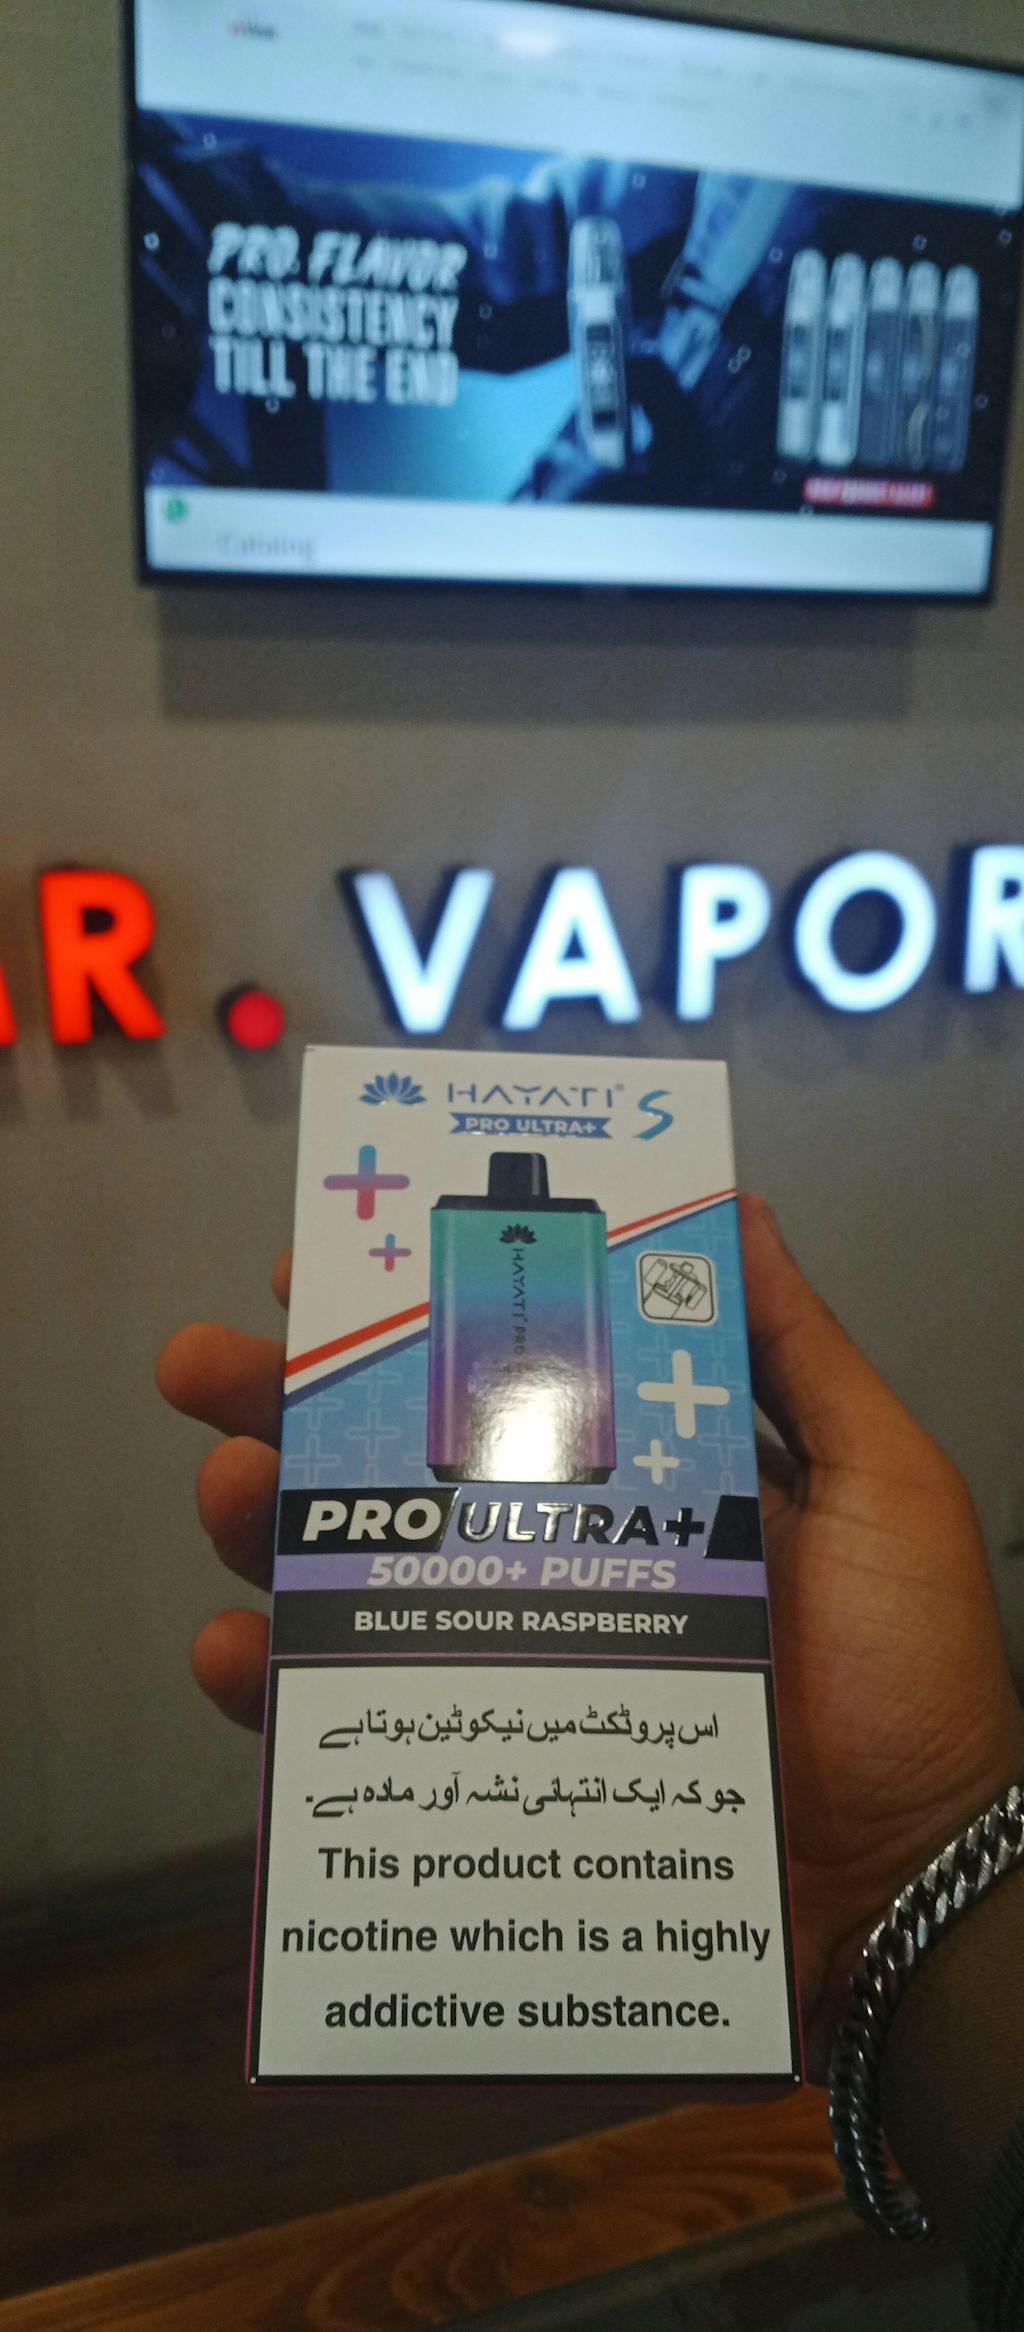 PRO. FLAVOR
CONSISTENCY
TILL THE END
Catalog
R. VAPOR
HAYATI® S
PRO ULTRA+
HAYATI PRO
PRO ULTRA+
50000+ PUFFS
BLUE SOUR RASPBERRY
اس پروڈکٹ میں نیکوٹین ہوتا ہے
جو کہ ایک انتہائی نشہ آور مادہ ہے۔
This product contains
nicotine which is a highly
addictive substance.